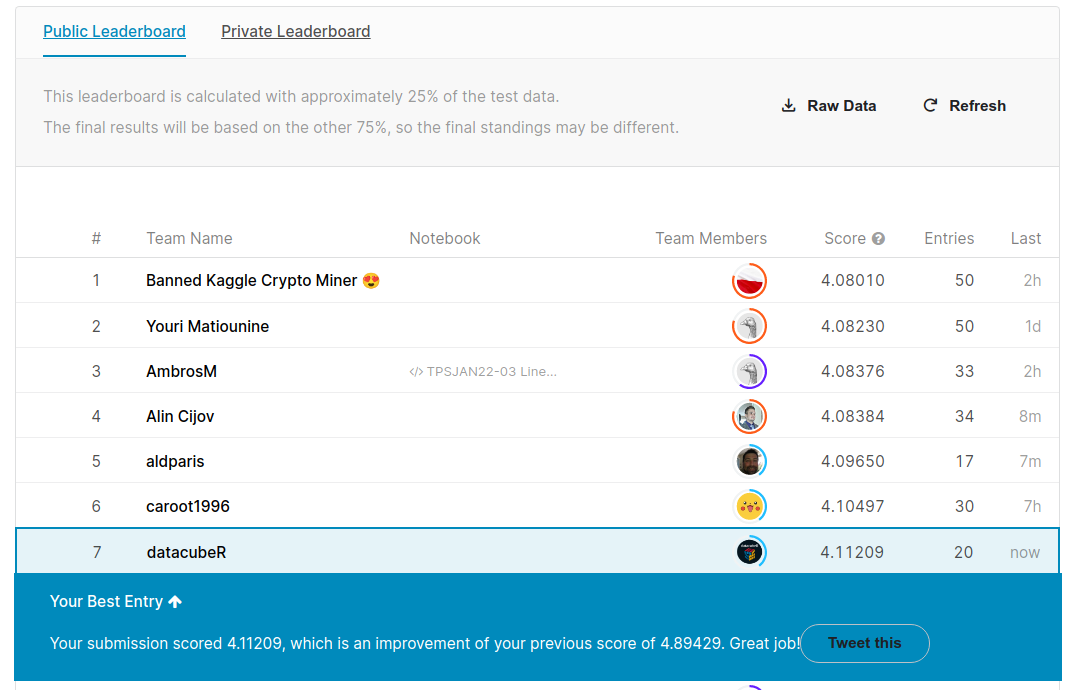 Public Leaderboard Private Leaderboard
This leaderboard is calculated with approximately 25% of the test data.
The final results will be based on the other 75%, so the final standings may be different.
Raw Data Refresh
# Team Name Notebook Team Members Score Entries Last
1 Banned Kaggle Crypto Miner 😍 4.08010 50 2h
2 Youri Matiounine 4.08230 50 1d
3 AmbrosM </> TPSJAN22-03 Line... 4.08376 33 2h
4 Alin Cijov 4.08384 34 8m
5 aldparis 4.09650 17 7m
6 caroot1996 4.10497 30 7h
7 datacubeR 4.11209 20 now
Your Best Entry ↑
Your submission scored 4.11209, which is an improvement of your previous score of 4.89429. Great job! Tweet this